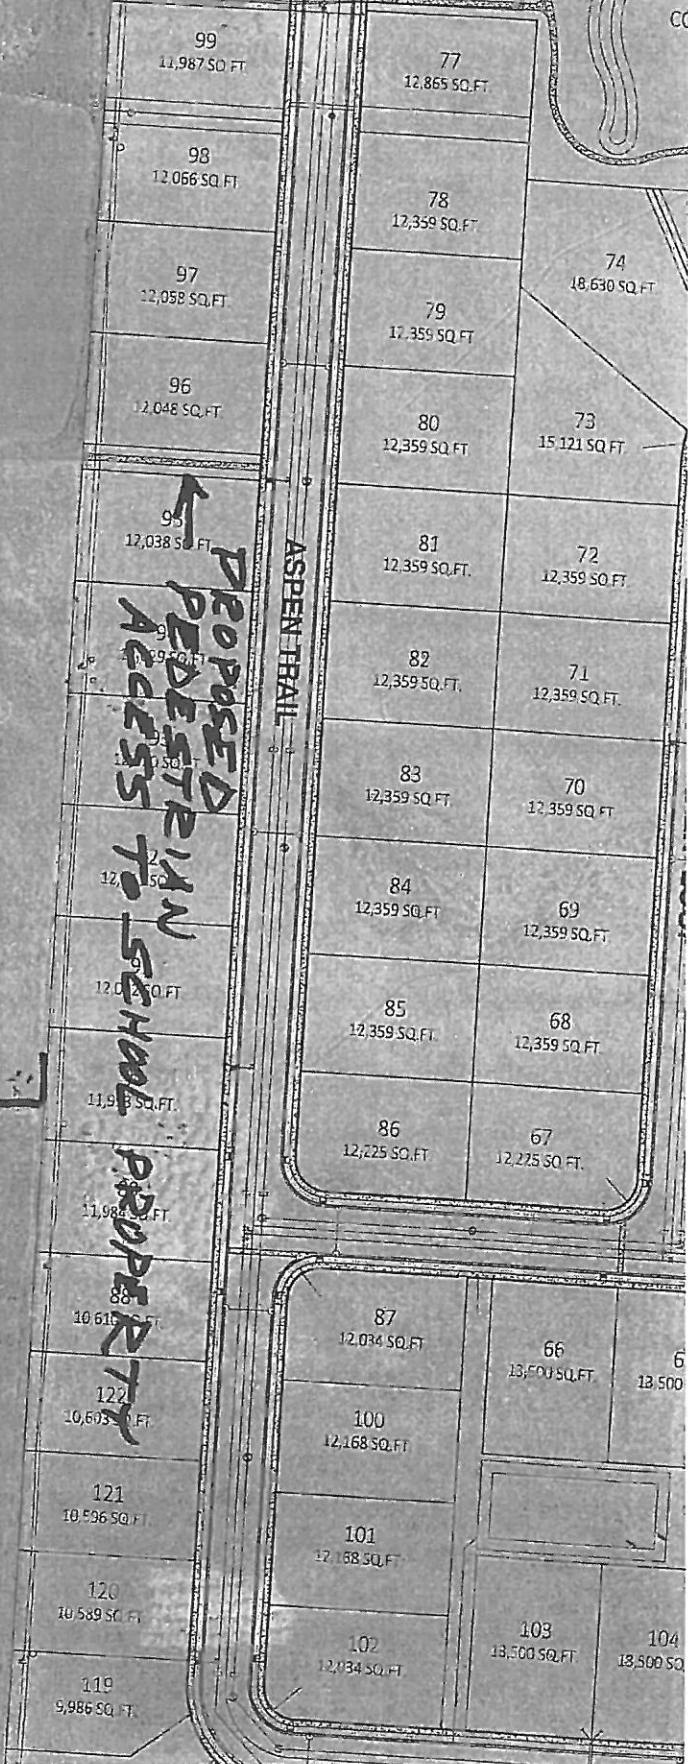 99
11,987 SQ FT
77
12,865 SQ.FT
98
12 066 SQ FT
78
12,359 SQ.FT.
97
12,058 SQ.FT
74
18,630 SQ FT
79
12,359 SQ FT
96
12,048 SQ.FT
80
12,359 SQ FT
73
15 121 SQ FT
12,038 SQ FT
81
12,359 SQ.FT.
72
12,359 SQ.FT
ASPEN TRAIL
PROPOSED
PEDESTRIAN
ACCESS TO SCHOOL PROPERTY
82
12,359 SQ.FT.
71
12,359 SQ.FT.
83
12,359 SQ FT
70
12,359 SQ FT
84
12,359 SQ.FT
69
12,359 SQ.FT
85
12,359 SQ.FT
68
12,359 SQ FT
SQ.FT.
86
12,225 SQ.FT
67
12,225 SQ FT
88
87
12,034 SQ.FT
66
13,500 SQ.FT
13,500
122
10,603 FT.
100
12,168 SQ.FT
121
10,596 SQ FT.
101
12,168 SQ.FT
120
10,589 SQ FT.
102
12,034 SQ.FT
103
13,500 SQ.FT.
104
13,500 SQ FT
119
9,986 SQ FT.